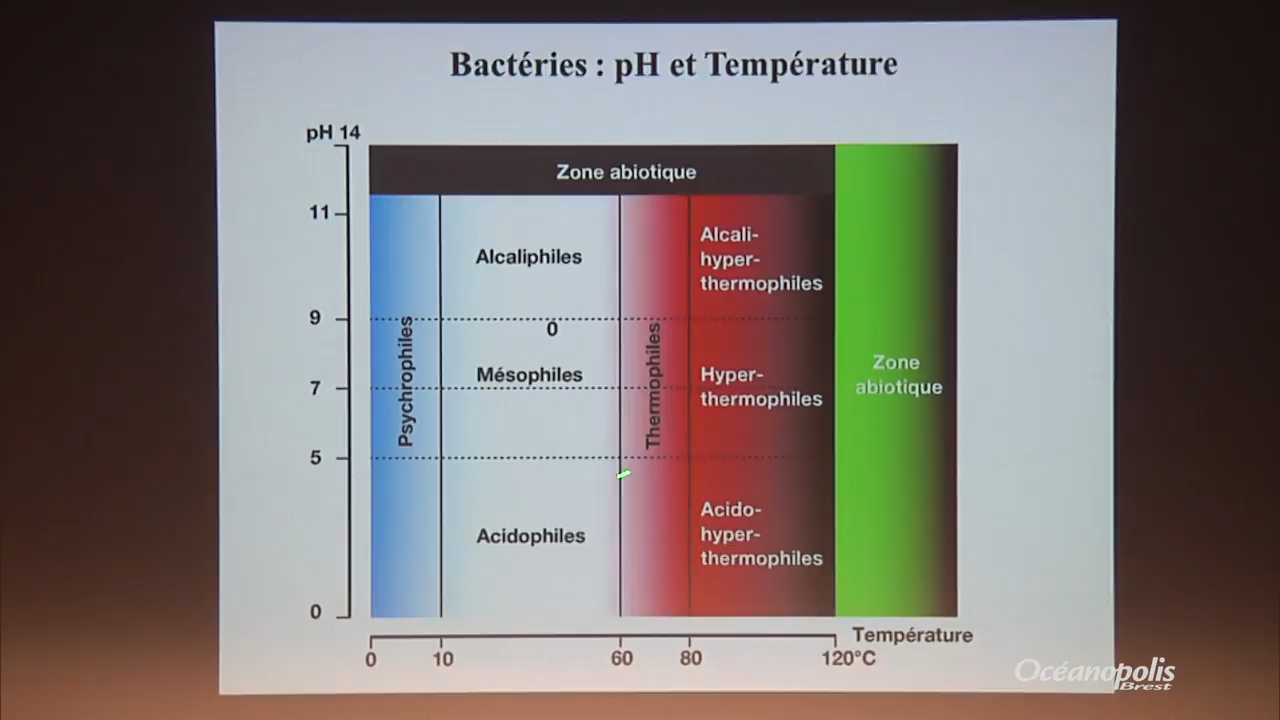 Bactéries : pH et Température
pH 14
Zone abiotique
11
Alcaliphiles
Alcali-
hyper-
thermophiles
9
0
Psychrophiles
Mésophiles
Thermophiles
Hyper-
thermophiles
Zone
abiotique
7
5
Acidophiles
Acido-
hyper-
thermophiles
0
Température
0 10 60 80 120°C
Océanopolis
Brest